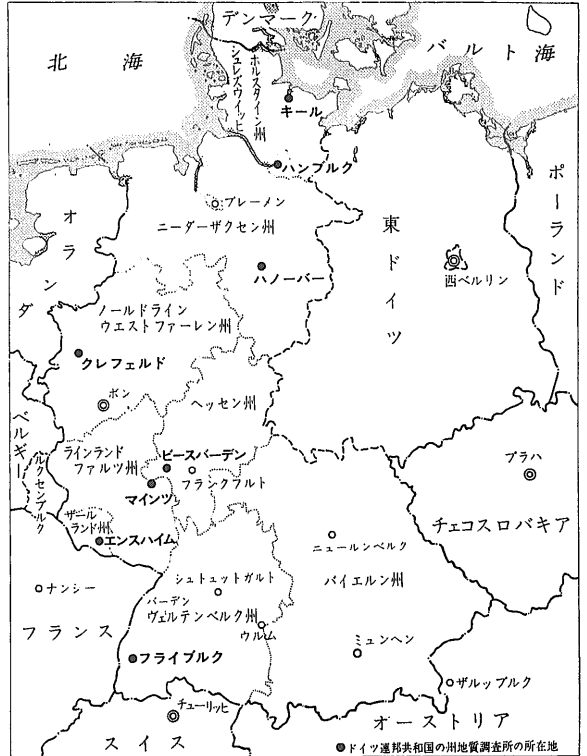 デンマーク
北海
バルト海
シュレズウィッヒ
ホルスタイン州
キール
ハンブルク
ブレーメン
ニーダーザクセン州
オランダ
ポーランド
東ドイツ
西ベルリン
ハノーバー
ノールドライン
ウエストファーレン州
クレフェルド
ボン
ヘッセン州
ベルギー
ルクセンブルク
ラインランド
ファルツ州
ビースバーデン
フランクフルト
マインツ
ザール
ランド州
エンスハイム
プラハ
チェコスロバキア
ニュールンベルク
バイエルン州
ナンシー
フランス
シュトュットガルト
バーデン
ヴェルテンベルク州
ウルム
ミュンヘン
フライブルク
ザルップルク
チューリッヒ
オーストリア
スイス
●ドイツ連邦共和国の州地質調査所の所在地